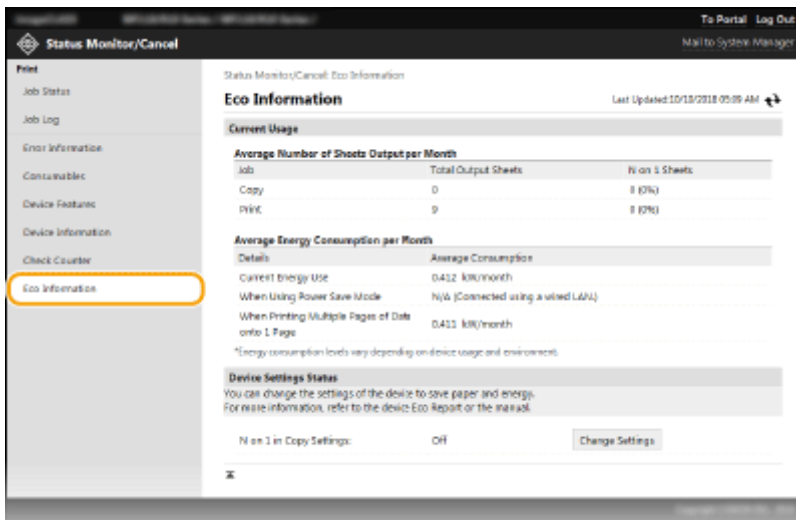 To Portal Log Out
Status Monitor/Cancel
Mail to System Manager
Print
Job Status
Job Log
Error Information
Consumables
Device Features
Device Information
Check Counter
Eco Information
Status Monitor/Cancel: Eco Information
Eco Information
Last Updated:10/18/2018 05:09 AM
Current Usage
Average Number of Sheets Output per Month
Job Total Output Sheets N on 1 Sheets
Copy 0 0 (0%)
Print 9 0 (0%)
Average Energy Consumption per Month
Details Average Consumption
Current Energy Use 0.412 kW/month
When Using Power Save Mode N/A (Connected using a wired LAN.)
When Printing Multiple Pages of Data
onto 1 Page 0.411 kW/month
*Energy consumption levels vary depending on device usage and environment.
Device Settings Status
You can change the settings of the device to save paper and energy.
For more information, refer to the device Eco Report or the manual.
N on 1 in Copy Settings: Off Change Settings